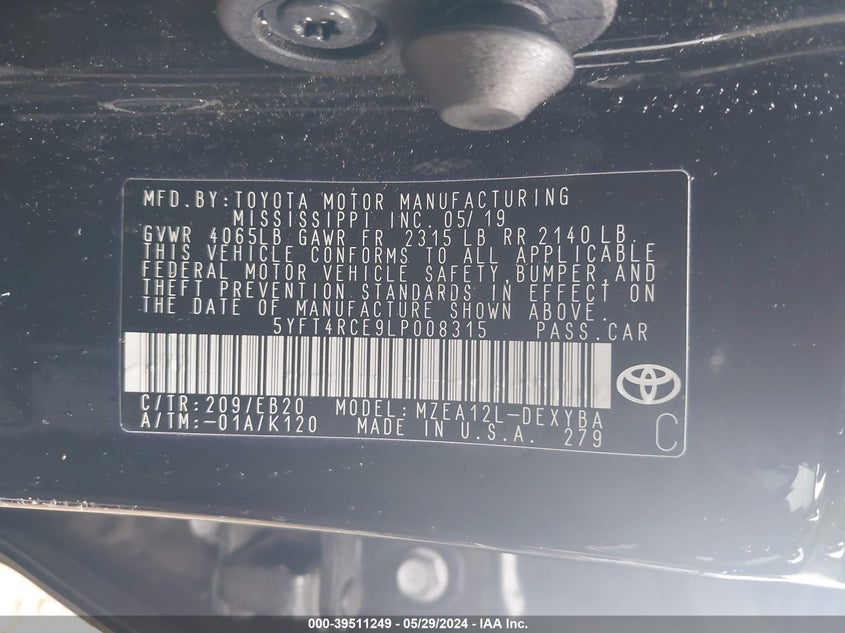 MFD.BY:TOYOTA MOTOR MANUFACTURING
MISSISSIPPI INC. 05/19
GVWR 4065LB GAWR FR 2315 LB RR 2140 LB
THIS VEHICLE CONFORMS TO ALL APPLICABLE
FEDERAL MOTOR VEHICLE SAFETY,BUMPER,AND
THEFT PREVENTION STANDARDS IN EFFECT ON
THE DATE OF MANUFACTURE SHOWN ABOVE.
5YFT4RCE9LP008315 PASS.CAR
C/TR:209/EB20 MODEL:MZEA12L-DEXYBA
A/TM:-01A/K120 MADE IN U.S.A. 279
C
000-39511249 - 05/29/2024 - IAA Inc.